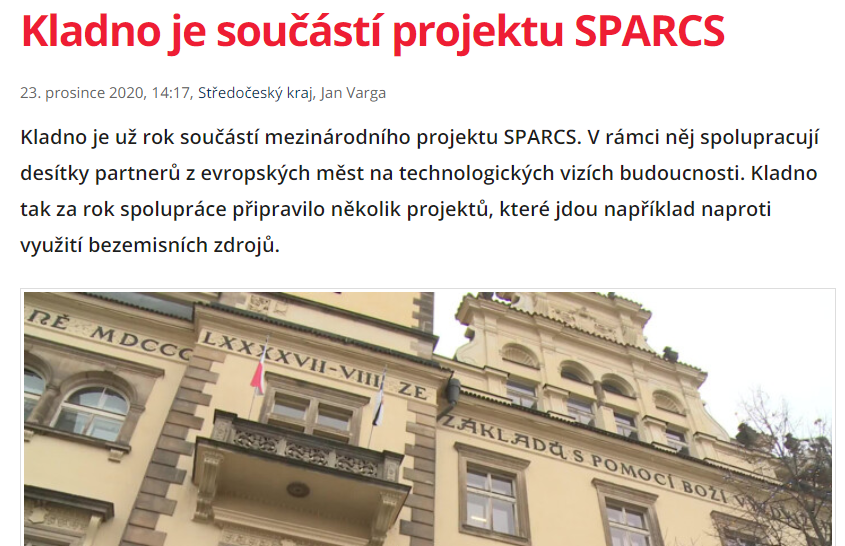 Kladno je součástí projektu SPARCS
23. prosince 2020, 14:17, Středočeský kraj, Jan Varga
Kladno je už rok součástí mezinárodního projektu SPARCS. V rámci něj spolupracují
desítky partnerů z evropských měst na technologických vizích budoucnosti. Kladno
tak za rok spolupráce připravilo několik projektů, které jdou například naproti
využití bezemisních zdrojů.
NĚ MDCCC
LXXXXVII-VIII ZE
ZÁKLADŮ S POMOCÍ BOŽÍ